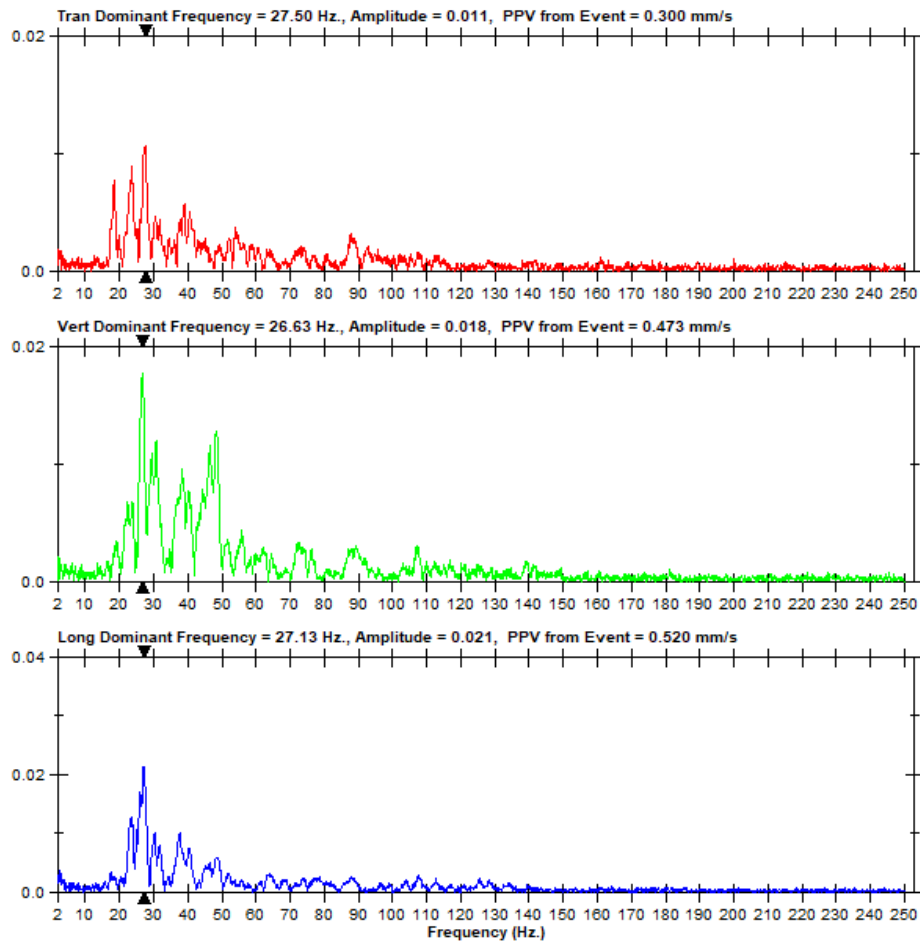 Tran Dominant Frequency = 27.50 Hz., Amplitude = 0.011, PPV from Event = 0.300 mm/s
0.02
0.0
2 10 20 30 40 50 60 70 80 90 100 110 120 130 140 150 160 170 180 190 200 210 220 230 240 250
Vert Dominant Frequency = 26.63 Hz., Amplitude = 0.018, PPV from Event = 0.473 mm/s
0.02
0.0
2 10 20 30 40 50 60 70 80 90 100 110 120 130 140 150 160 170 180 190 200 210 220 230 240 250
Long Dominant Frequency = 27.13 Hz., Amplitude = 0.021, PPV from Event = 0.520 mm/s
0.04
0.02
0.0
2 10 20 30 40 50 60 70 80 90 100 110 120 130 140 150 160 170 180 190 200 210 220 230 240 250
Frequency (Hz.)